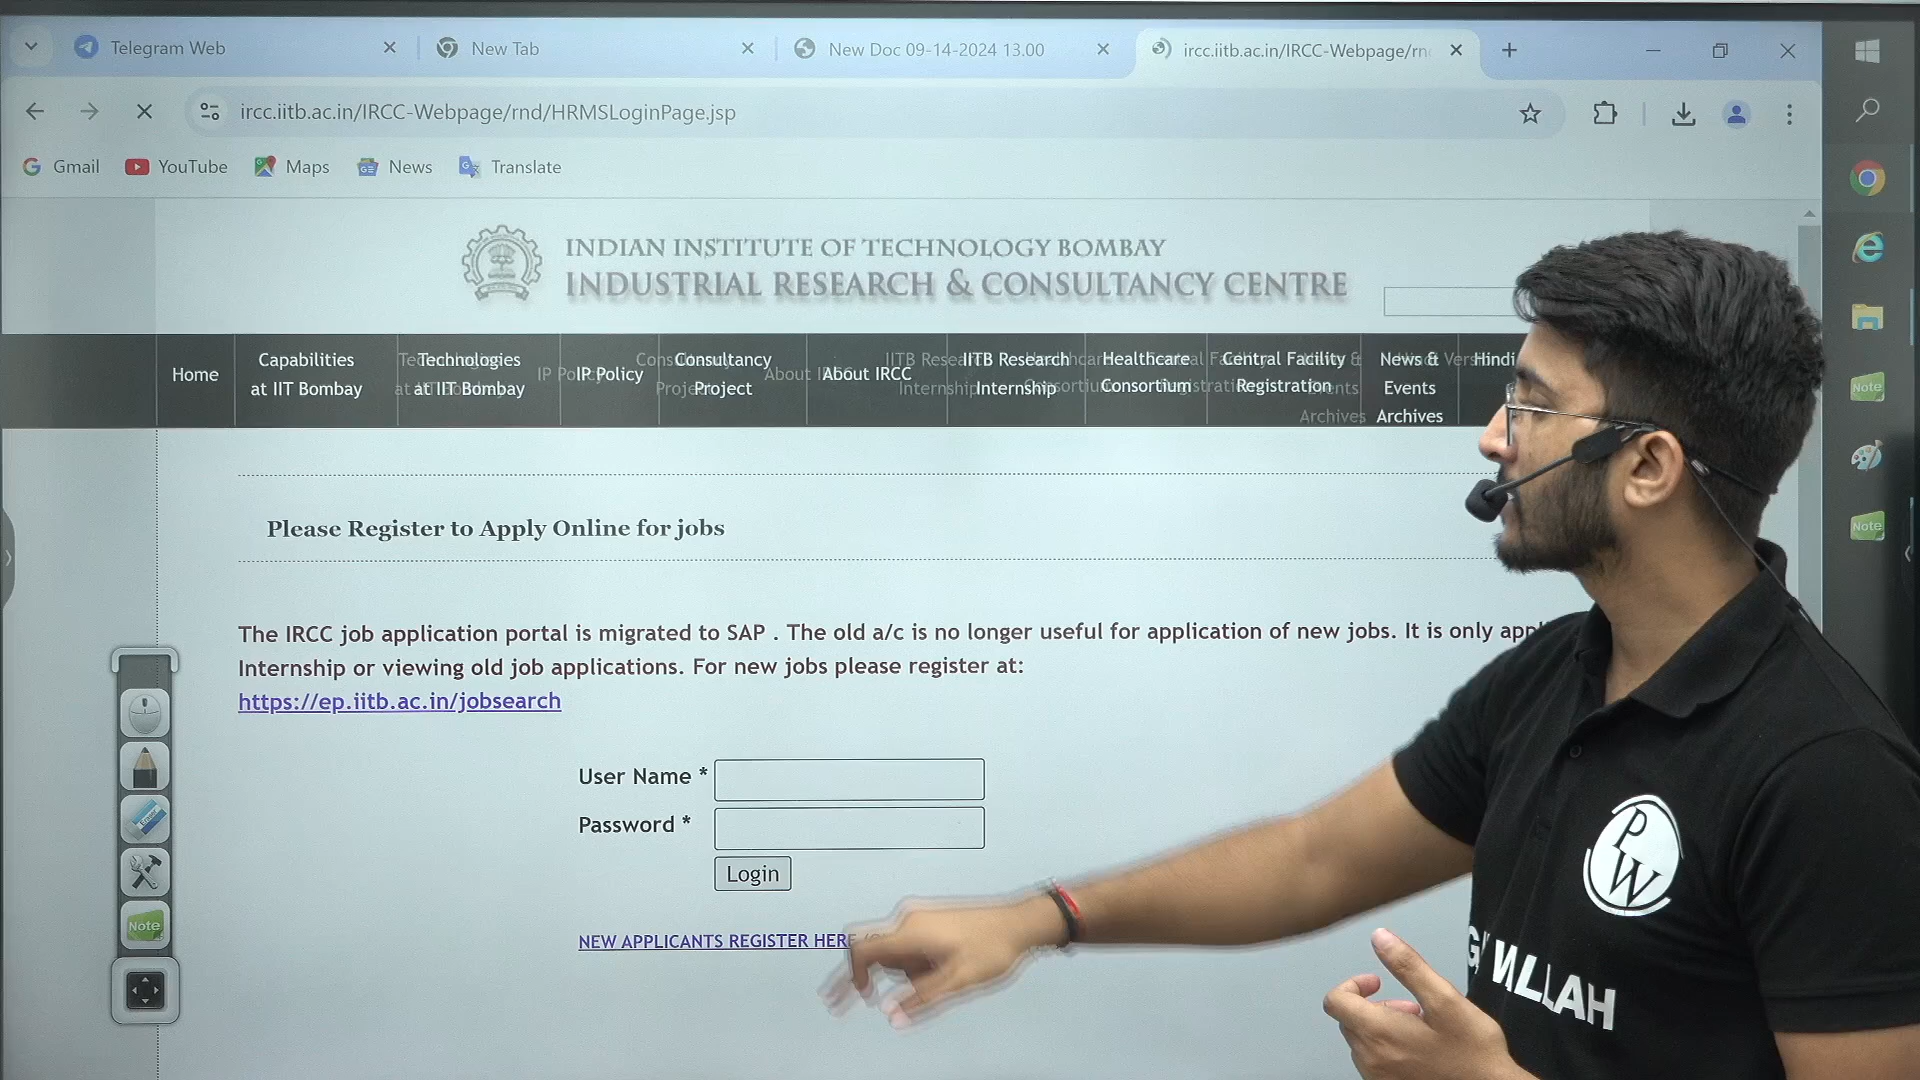 Telegram Web
New Tab
New Doc 09-14-2024 13.00
ircc.iitb.ac.in/IRCC-Webpage/rn
ircc.iitb.ac.in/IRCC-Webpage/rnd/HRMSLoginPage.jsp
Gmail
YouTube
Maps
News
Translate
INDIAN INSTITUTE OF TECHNOLOGY BOMBAY
INDUSTRIAL RESEARCH & CONSULTANCY CENTRE
Home
Capabilities
at IIT Bombay
Technologies
at IIT Bombay
IP Policy
Consultancy
Project
About IRCC
IITB Research
Internship
Healthcare
Consortium
Central Facility
Registration
News &
Events
Archives
Hindi
Please Register to Apply Online for jobs
The IRCC job application portal is migrated to SAP . The old a/c is no longer useful for application of new jobs. It is only
Internship or viewing old job applications. For new jobs please register at:
https://ep.iitb.ac.in/jobsearch
User Name *
Password *
Login
NEW APPLICANTS REGISTER HERE
Note
Note
Note
PW
WALLAH